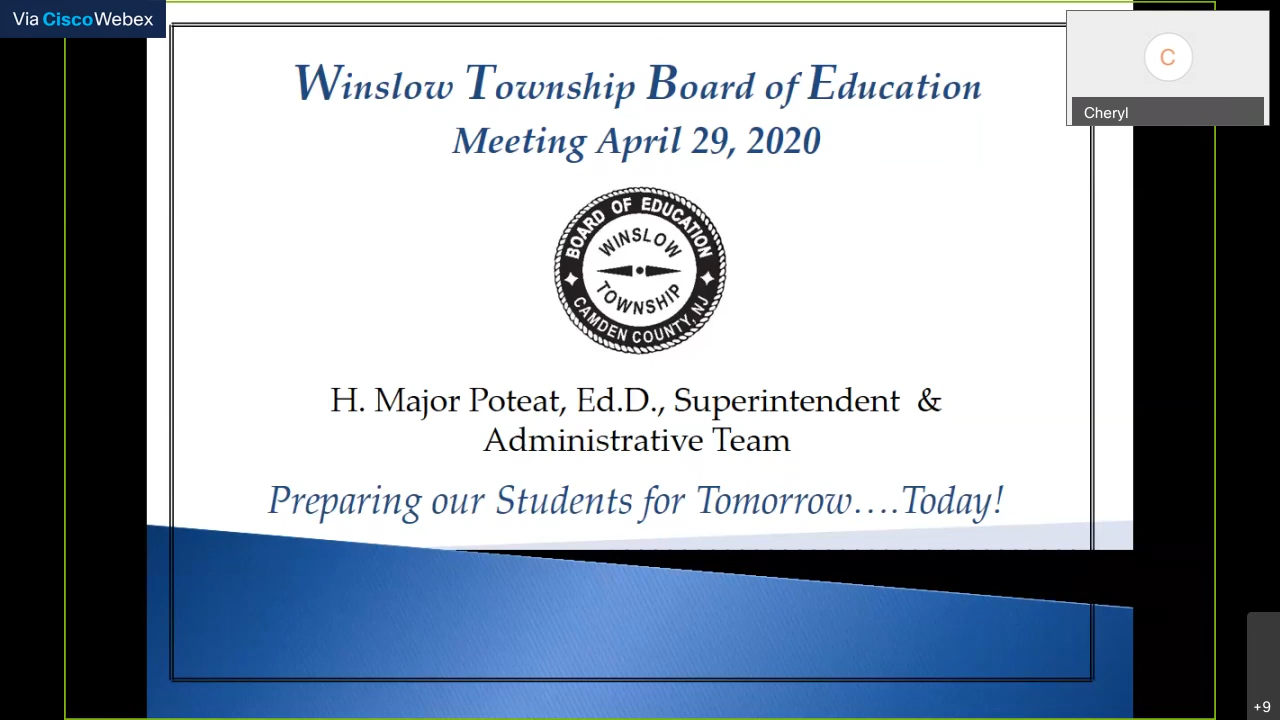 Via CiscoWebex
Winslow Township Board of Education
Meeting April 29, 2020
BOARD OF EDUCATION
WINSLOW
TOWNSHIP
CAMDEN COUNTY, NJ
H. Major Poteat, Ed.D., Superintendent &
Administrative Team
Preparing our Students for Tomorrow….Today!
C
Cheryl
+9